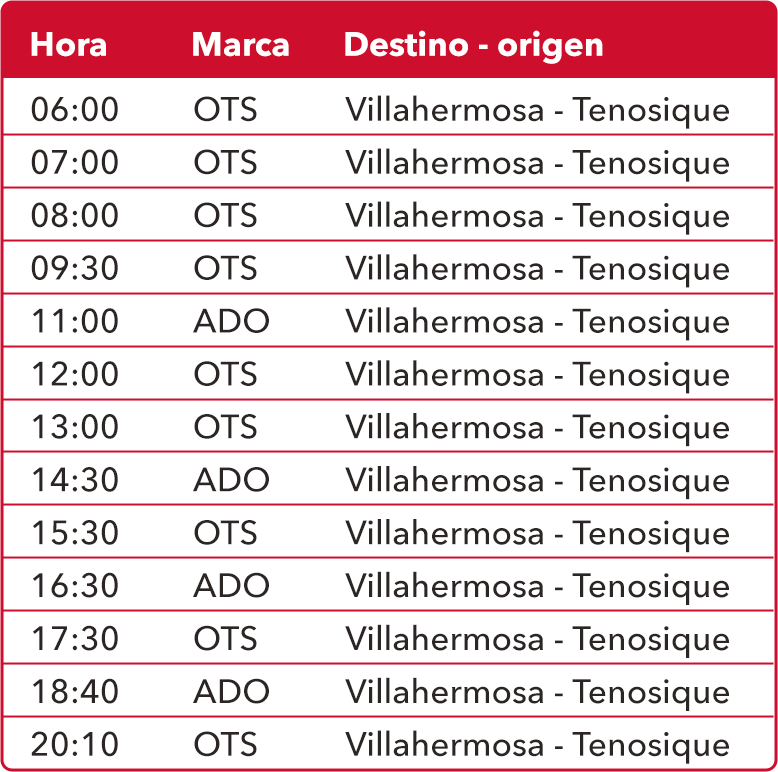 Hora Marca Destino - origen
06:00 OTS Villahermosa - Tenosique
07:00 OTS Villahermosa - Tenosique
08:00 OTS Villahermosa - Tenosique
09:30 OTS Villahermosa - Tenosique
11:00 ADO Villahermosa - Tenosique
12:00 OTS Villahermosa - Tenosique
13:00 OTS Villahermosa - Tenosique
14:30 ADO Villahermosa - Tenosique
15:30 OTS Villahermosa - Tenosique
16:30 ADO Villahermosa - Tenosique
17:30 OTS Villahermosa - Tenosique
18:40 ADO Villahermosa - Tenosique
20:10 OTS Villahermosa - Tenosique